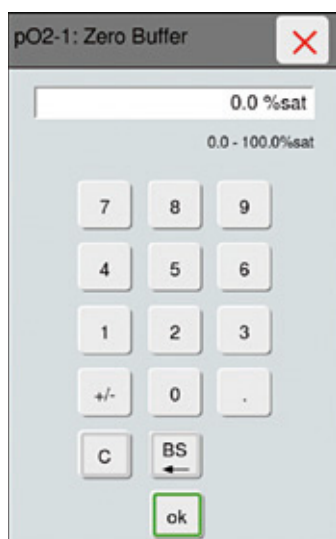 pO2-1: Zero Buffer
0.0 %sat
0.0 - 100.0%sat
7 8 9
4 5 6
1 2 3
+/- 0 .
C BS
ok